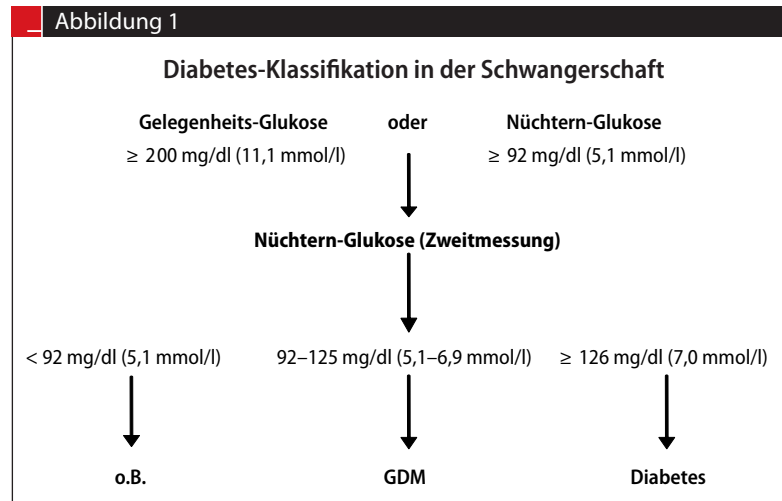 Abbildung 1
Diabetes-Klassifikation in der Schwangerschaft
Gelegenheits-Glukose oder Nüchtern-Glukose
≥ 200 mg/dl (11,1 mmol/l) ≥ 92 mg/dl (5,1 mmol/l)
Nüchtern-Glukose (Zweitmessung)
< 92 mg/dl (5,1 mmol/l) 92–125 mg/dl (5,1–6,9 mmol/l) ≥ 126 mg/dl (7,0 mmol/l)
o.B. GDM Diabetes